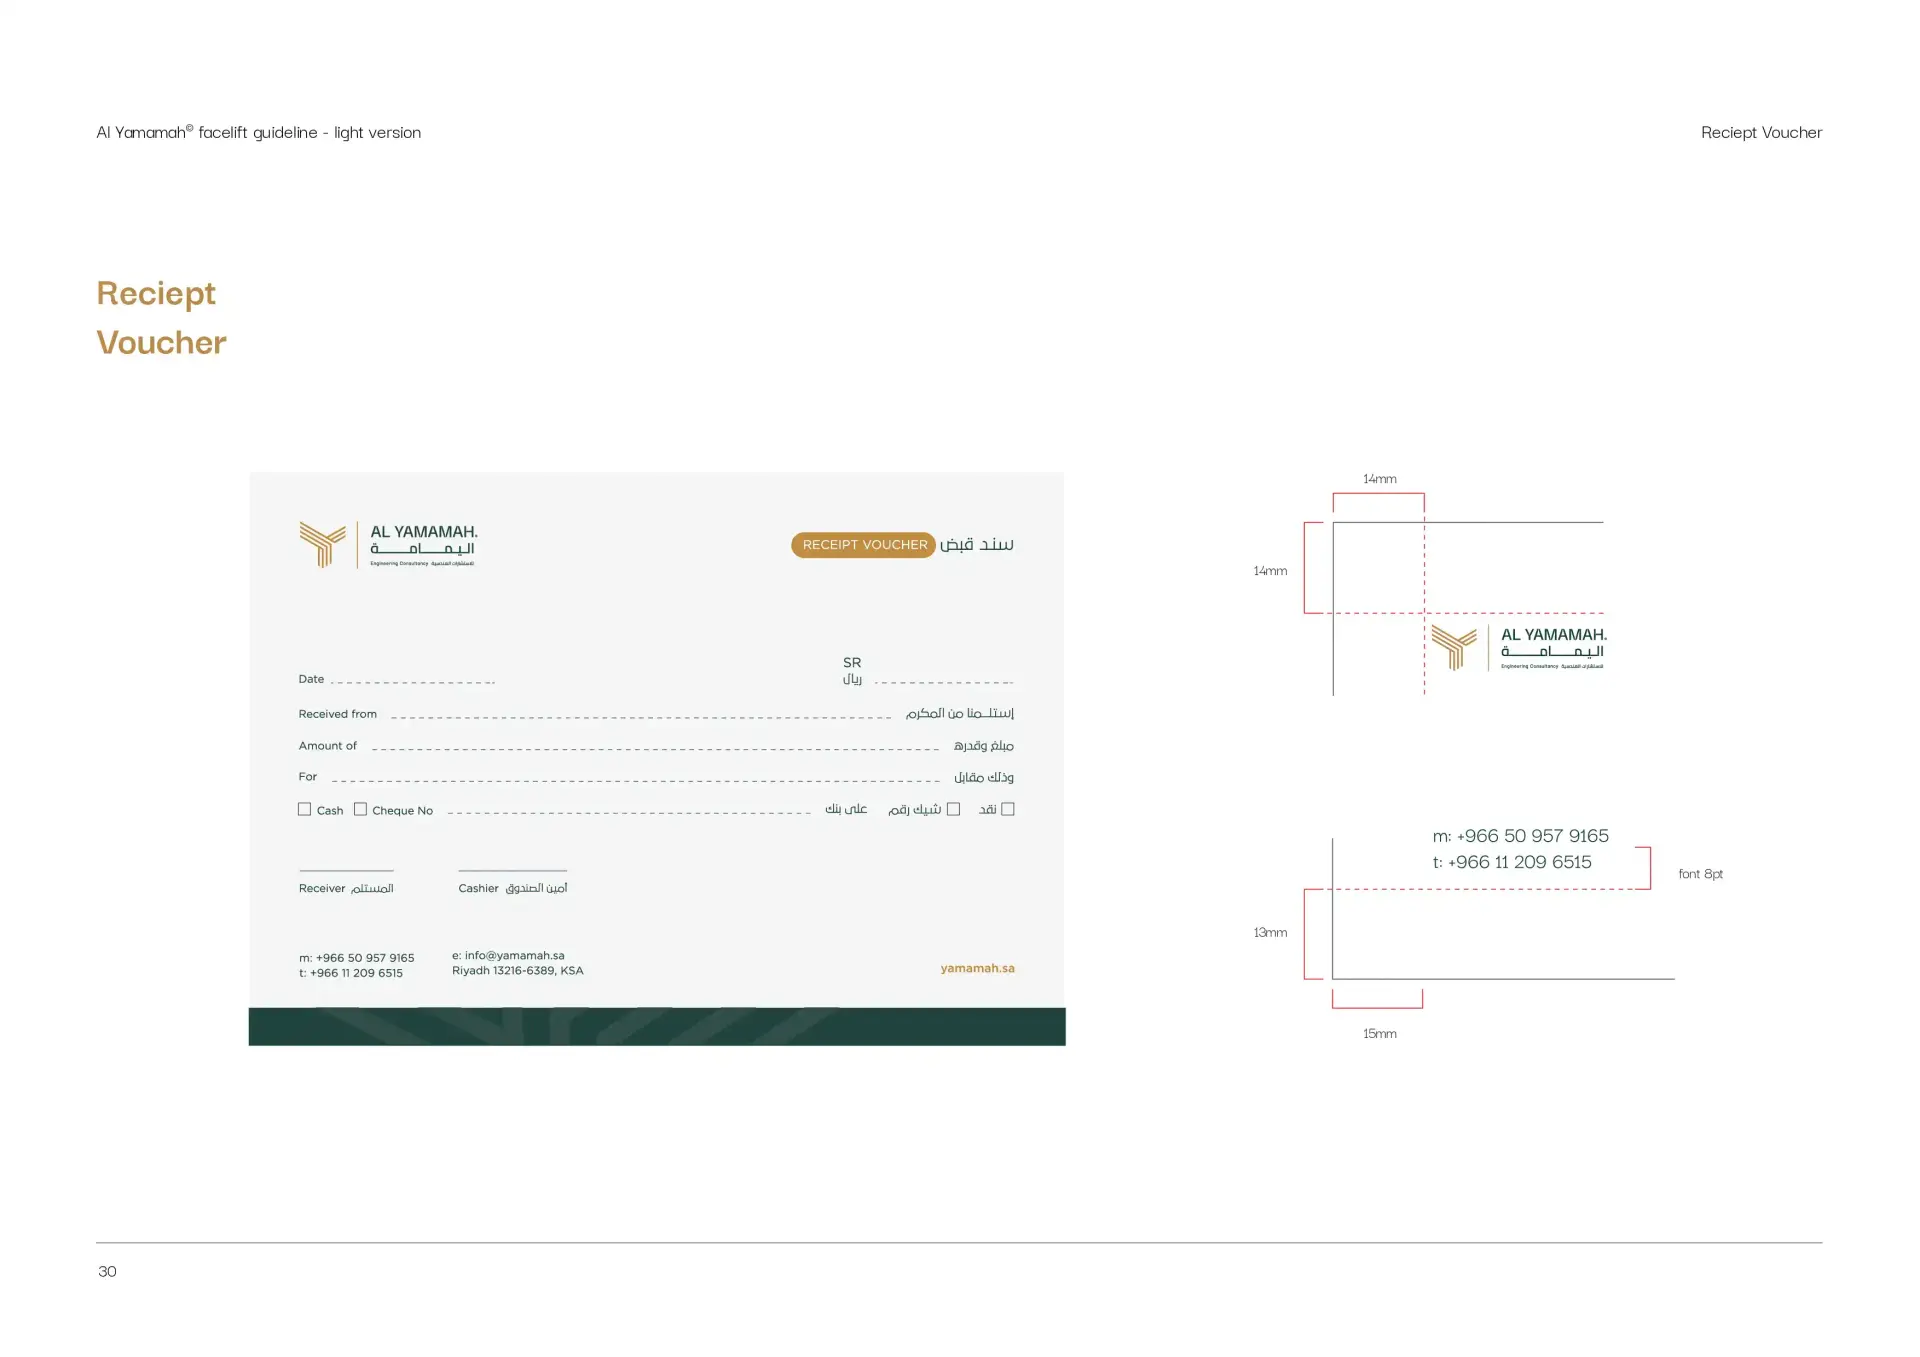 Al Yamamah© facelift guideline - light version
Reciept Voucher
Reciept
Voucher
AL YAMAMAH.
اليمامة
Engineering Consultancy للاستشارات الهندسية
RECEIPT VOUCHER سند قبض
SR
Date ريال
Received from إستلـمنا من المكرم
Amount of مبلغ وقدره
For وذلك مقابل
Cash Cheque No على بنك شيك رقم نقد
Receiver المستلم Cashier أمين الصندوق
m: +966 50 957 9165
t: +966 11 209 6515
e: info@yamamah.sa
Riyadh 13216-6389, KSA
yamamah.sa
14mm
14mm
AL YAMAMAH.
اليمامة
Engineering Consultancy للاستشارات الهندسية
m: +966 50 957 9165
t: +966 11 209 6515
font 8pt
13mm
15mm
30